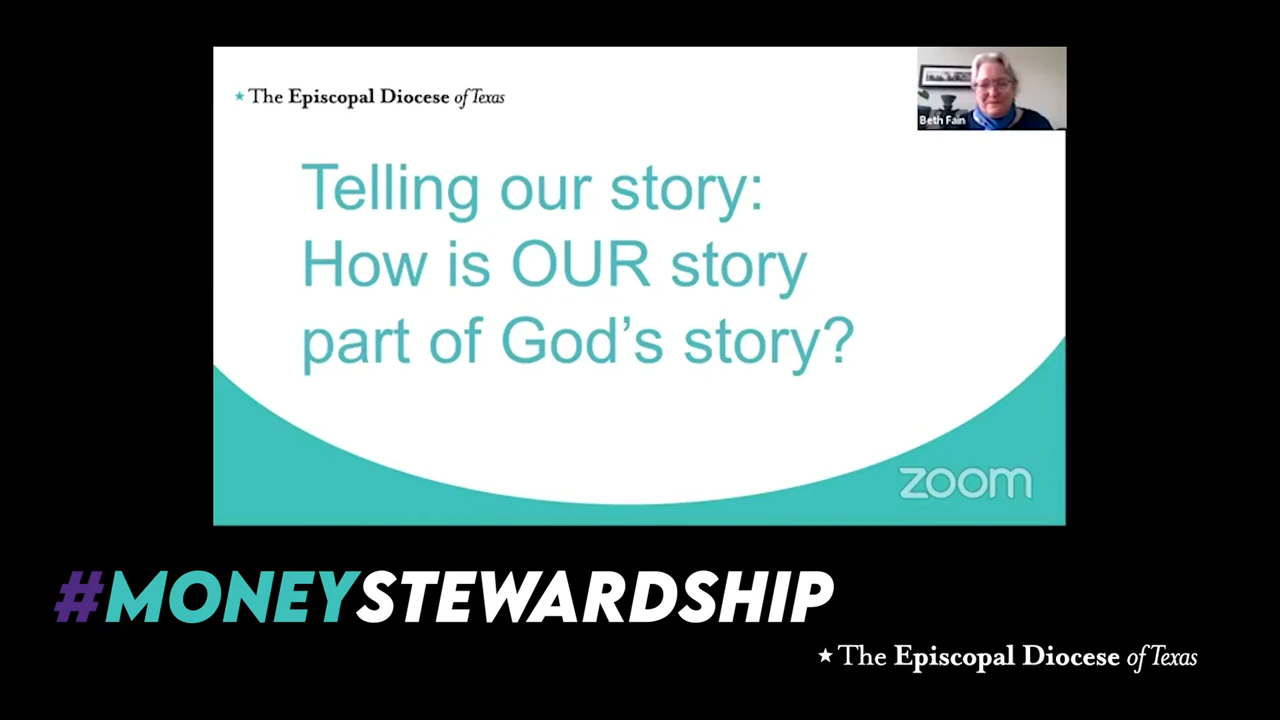 The Episcopal Diocese of Texas
Beth Fain
Telling our story:
How is OUR story
part of God’s story?
zoom
#MONEYSTEWARDSHIP
The Episcopal Diocese of Texas